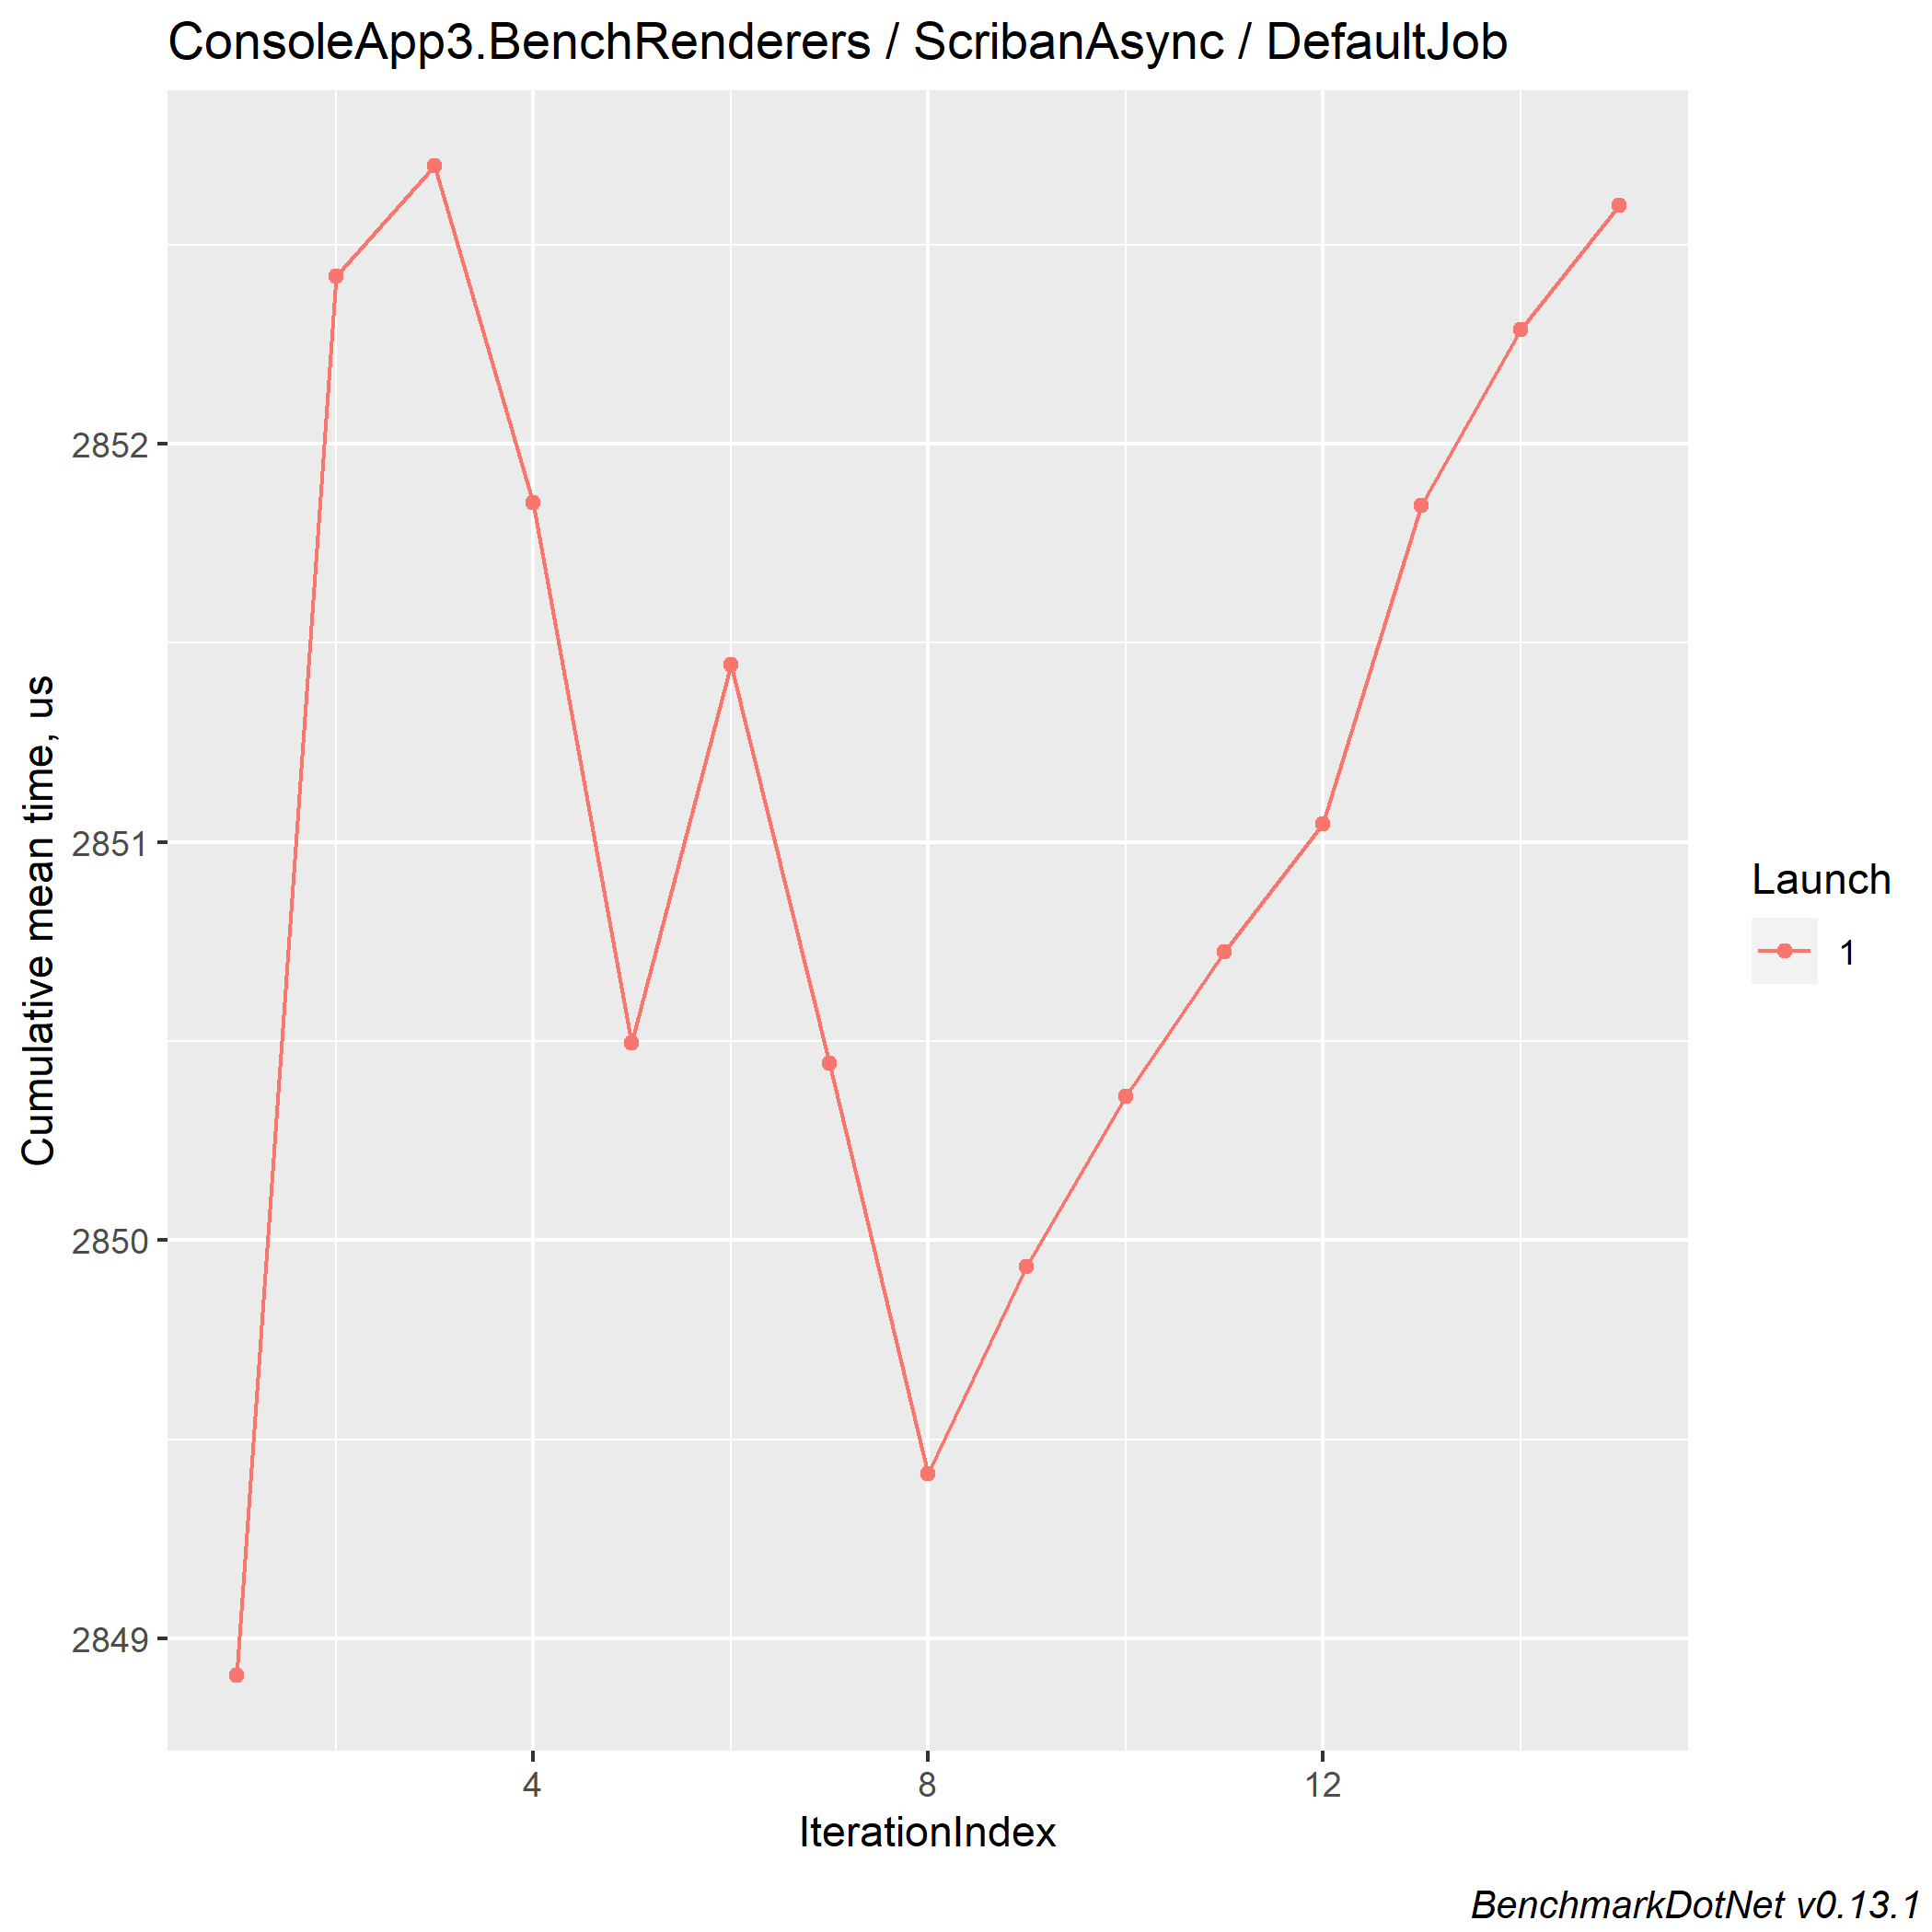 ConsoleApp3.BenchRenderers / ScribanAsync / DefaultJob
Cumulative mean time, us
2852
2851
2850
2849
4
8
12
IterationIndex
Launch
1
BenchmarkDotNet v0.13.1